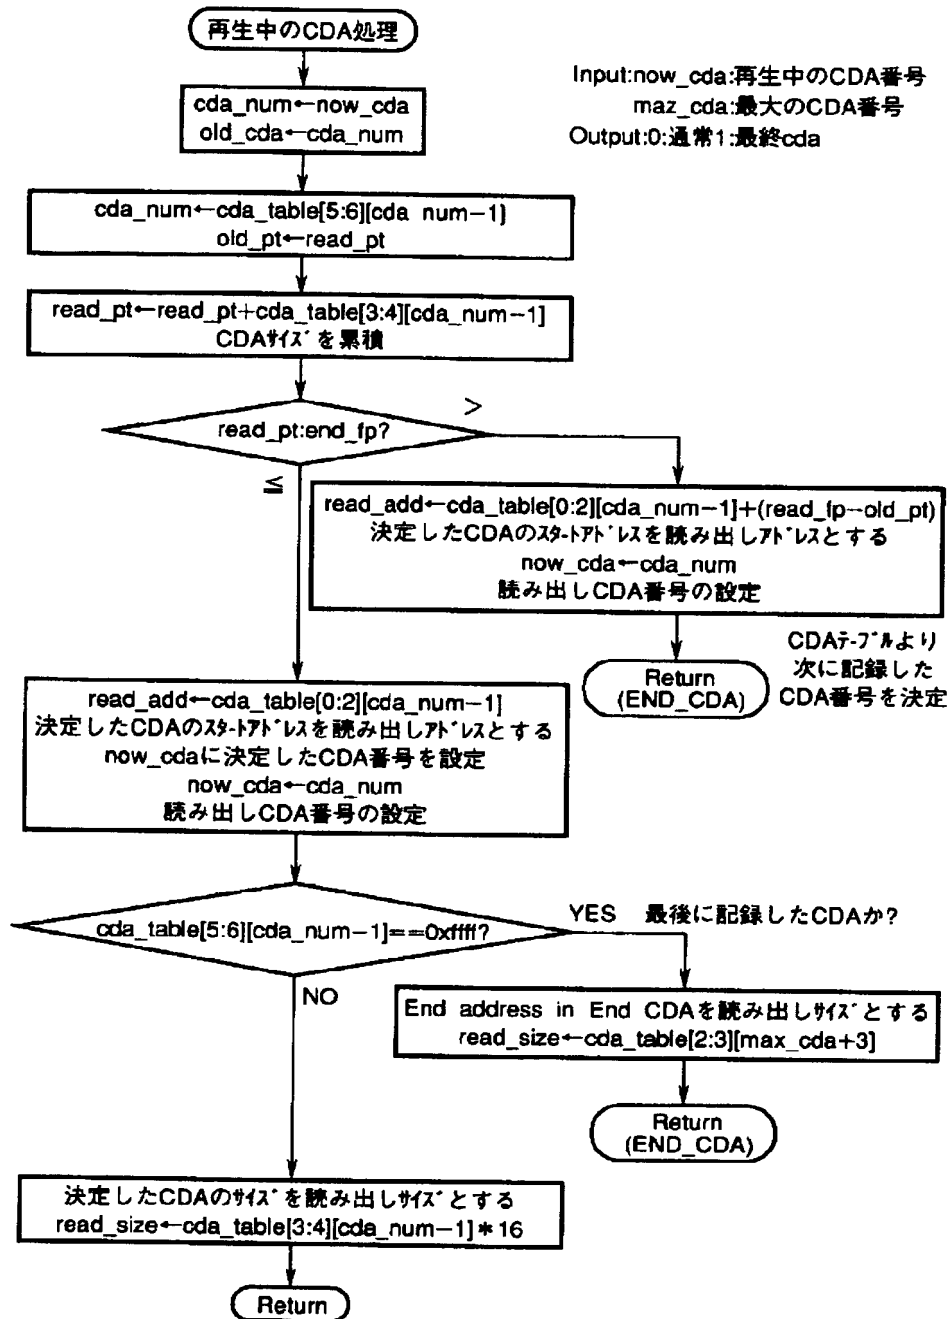 再生中のCDA処理
Input:now_cda:再生中のCDA番号
maz_cda:最大のCDA番号
Output:0:通常1:最終cda
cda_num←now_cda
old_cda←cda_num
cda_num←cda_table[5:6][cda num−1]
old_pt←read_pt
read_pt←read_pt+cda_table[3:4][cda_num−1]
CDAｻｲｽﾞを累積
read_pt:end_fp?
>
≦
read_add←cda_table[0:2][cda_num−1]+(read_fp−old_pt)
決定したCDAのｽﾀｰﾄｱﾄﾞﾚｽを読み出しｱﾄﾞﾚｽとする
now_cda←cda_num
読み出しCDA番号の設定
Return
(END_CDA)
CDAﾃｰﾌﾞﾙより
次に記録した
CDA番号を決定
read_add←cda_table[0:2][cda_num−1]
決定したCDAのｽﾀｰﾄｱﾄﾞﾚｽを読み出しｱﾄﾞﾚｽとする
now_cdaに決定したCDA番号を設定
now_cda←cda_num
読み出しCDA番号の設定
cda_table[5:6][cda_num−1]==0xffff?
YES 最後に記録したCDAか?
NO
End address in End CDAを読み出しｻｲｽﾞとする
read_size←cda_table[2:3][max_cda+3]
Return
(END_CDA)
決定したCDAのｻｲｽﾞを読み出しｻｲｽﾞとする
read_size←cda_table[3:4][cda_num−1]*16
Return